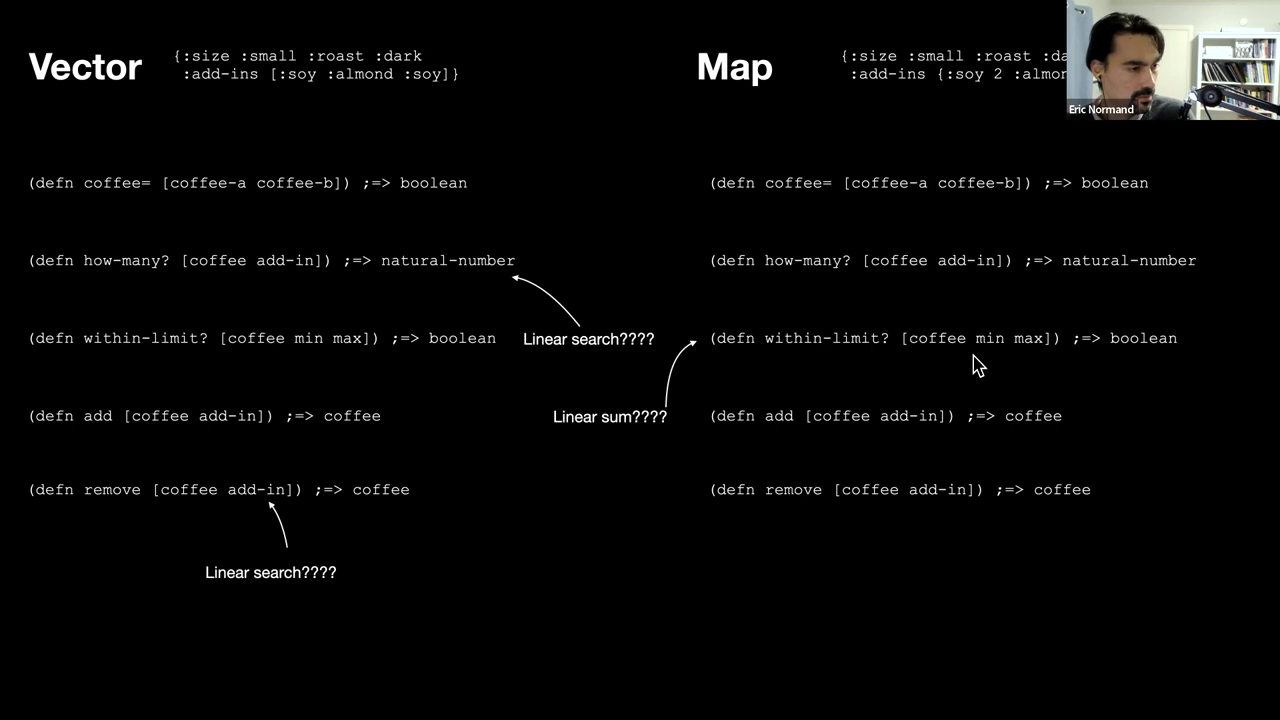 Vector
{:size :small :roast :dark
:add-ins [:soy :almond :soy]}
(defn coffee= [coffee-a coffee-b]) ;=> boolean
(defn how-many? [coffee add-in]) ;=> natural-number
Linear search????
(defn within-limit? [coffee min max]) ;=> boolean
(defn add [coffee add-in]) ;=> coffee
(defn remove [coffee add-in]) ;=> coffee
Linear search????
Map
{:size :small :roast
:add-ins {:soy 2
(defn coffee= [coffee-a coffee-b]) ;=> boolean
(defn how-many? [coffee add-in]) ;=> natural-number
(defn within-limit? [coffee min max]) ;=> boolean
Linear sum????
(defn add [coffee add-in]) ;=> coffee
(defn remove [coffee add-in]) ;=> coffee
Eric Normand